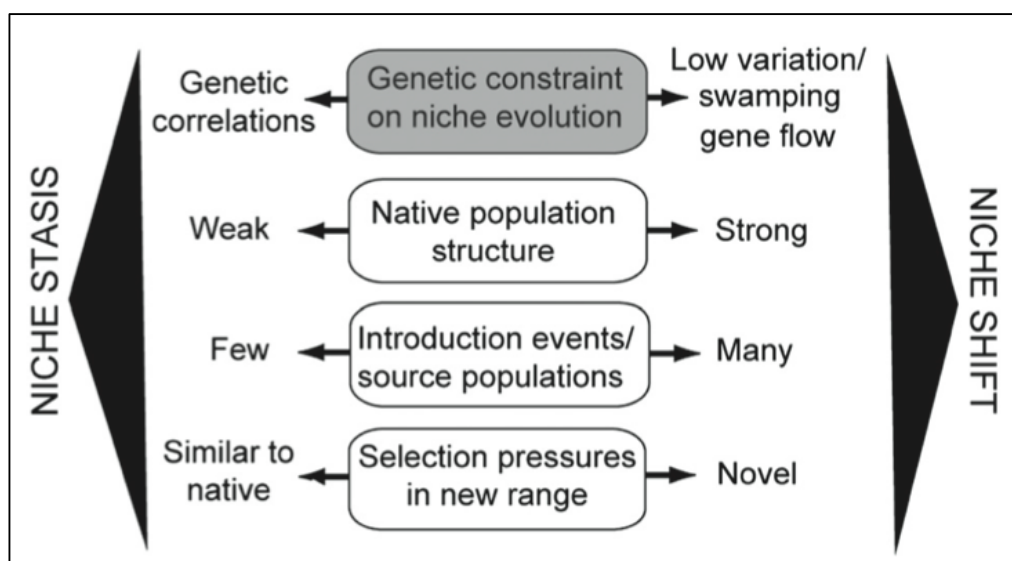 NICHE STASIS
Genetic
correlations
Genetic constraint
on niche evolution
Low variation/
swamping
gene flow
Weak
Native population
structure
Strong
Few
Introduction events/
source populations
Many
Similar to
native
Selection pressures
in new range
Novel
NICHE SHIFT